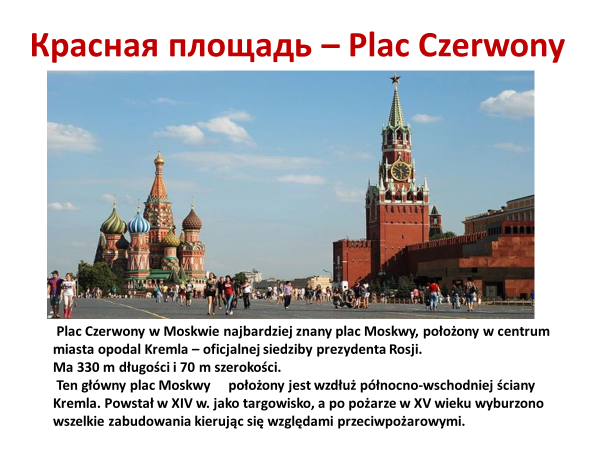 Красная площадь – Plac Czerwony
Plac Czerwony w Moskwie najbardziej znany plac Moskwy, położony w centrum
miasta opodal Kremla – oficjalnej siedziby prezydenta Rosji.
Ma 330 m długości i 70 m szerokości.
Ten główny plac Moskwy położony jest wzdłuż północno-wschodniej ściany
Kremla. Powstał w XIV w. jako targowisko, a po pożarze w XV wieku wyburzono
wszelkie zabudowania kierując się względami przeciwpożarowymi.